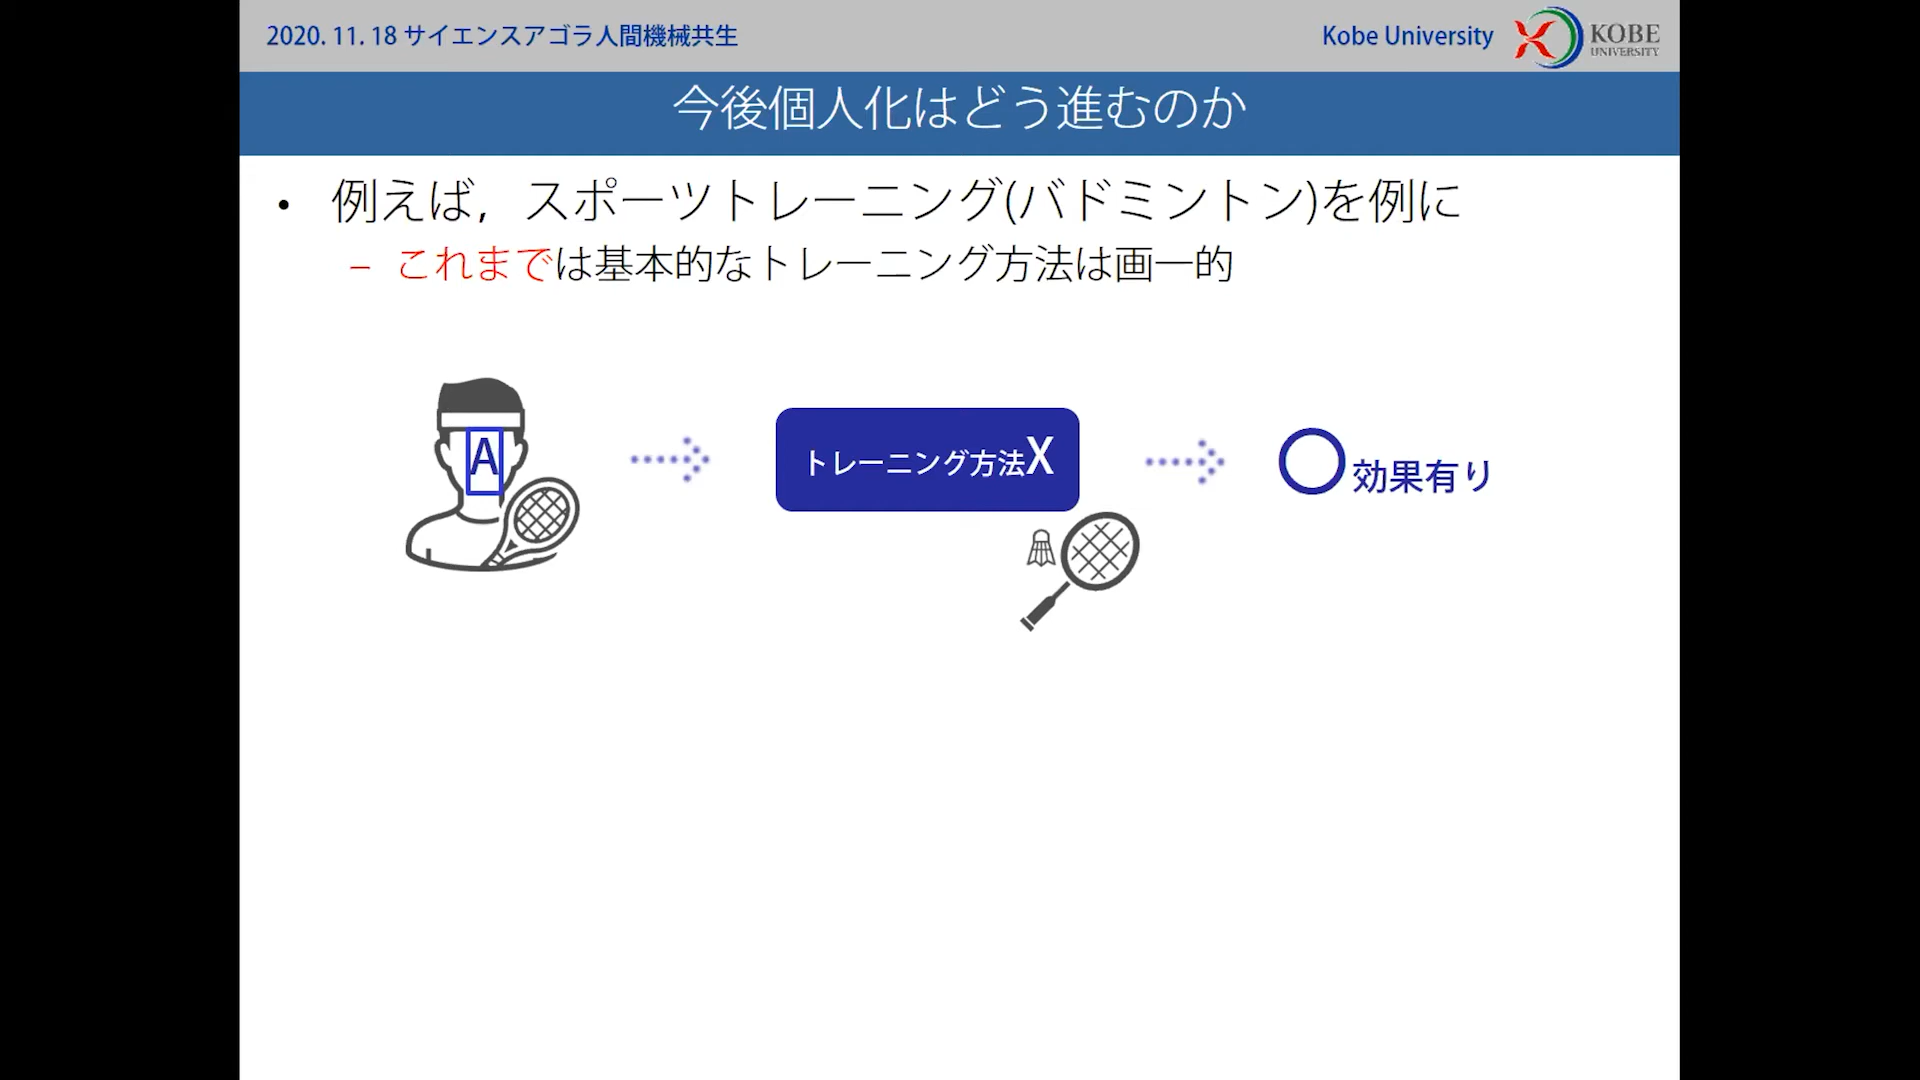 2020. 11. 18 サイエンスアゴラ人間機械共生
Kobe University
KOBE
UNIVERSITY
今後個人化はどう進むのか
• 例えば，スポーツトレーニング(バドミントン)を例に
– これまでは基本的なトレーニング方法は画一的
A
トレーニング方法X
効果有り